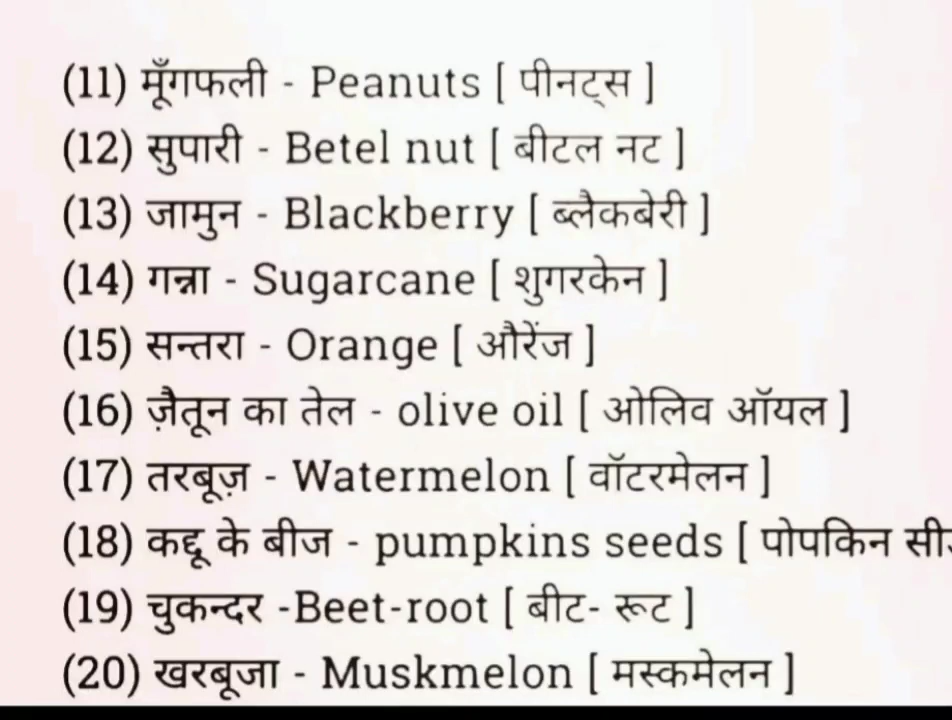 (11) मूँगफली - Peanuts [ पीनट्स ]
(12) सुपारी - Betel nut [ बीटल नट ]
(13) जामुन - Blackberry [ ब्लैकबेरी ]
(14) गन्ना - Sugarcane [ शुगरकेन ]
(15) सन्तरा - Orange [ औरेंज ]
(16) ज़ैतून का तेल - olive oil [ ओलिव ऑयल ]
(17) तरबूज़ - Watermelon [ वॉटरमेलन ]
(18) कद्दू के बीज - pumpkins seeds [ पोपकिन
(19) चुकन्दर -Beet-root [ बीट- रूट ]
(20) खरबूजा - Muskmelon [ मस्कमेलन ]